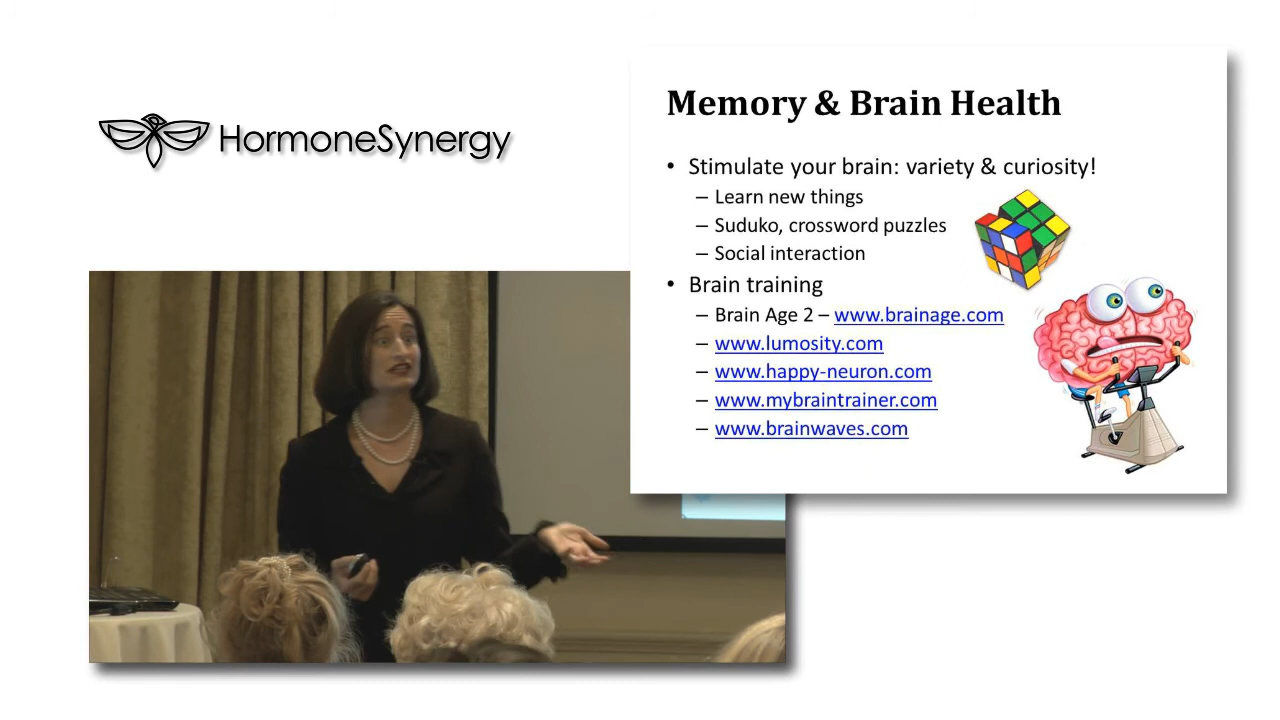 HormoneSynergy
Memory & Brain Health
• Stimulate your brain: variety & curiosity!
– Learn new things
– Suduko, crossword puzzles
– Social interaction
• Brain training
– Brain Age 2 – www.brainage.com
– www.lumosity.com
– www.happy-neuron.com
– www.mybraintrainer.com
– www.brainwaves.com